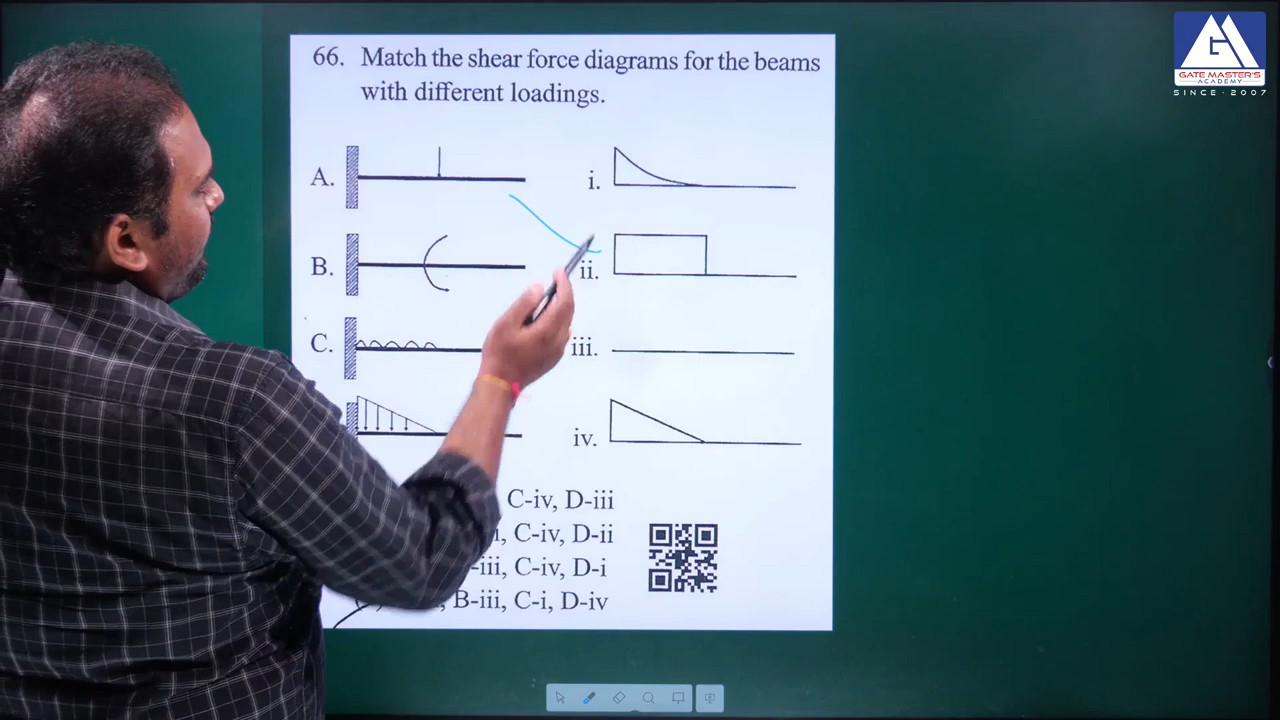 GATE MASTER'S
ACADEMY
SINCE - 2007
66. Match the shear force diagrams for the beams
with different loadings.
A. i.
B. ii.
C. iii.
iv.
C-iv, D-iii
i, C-iv, D-ii
-iii, C-iv, D-i
B-iii, C-i, D-iv